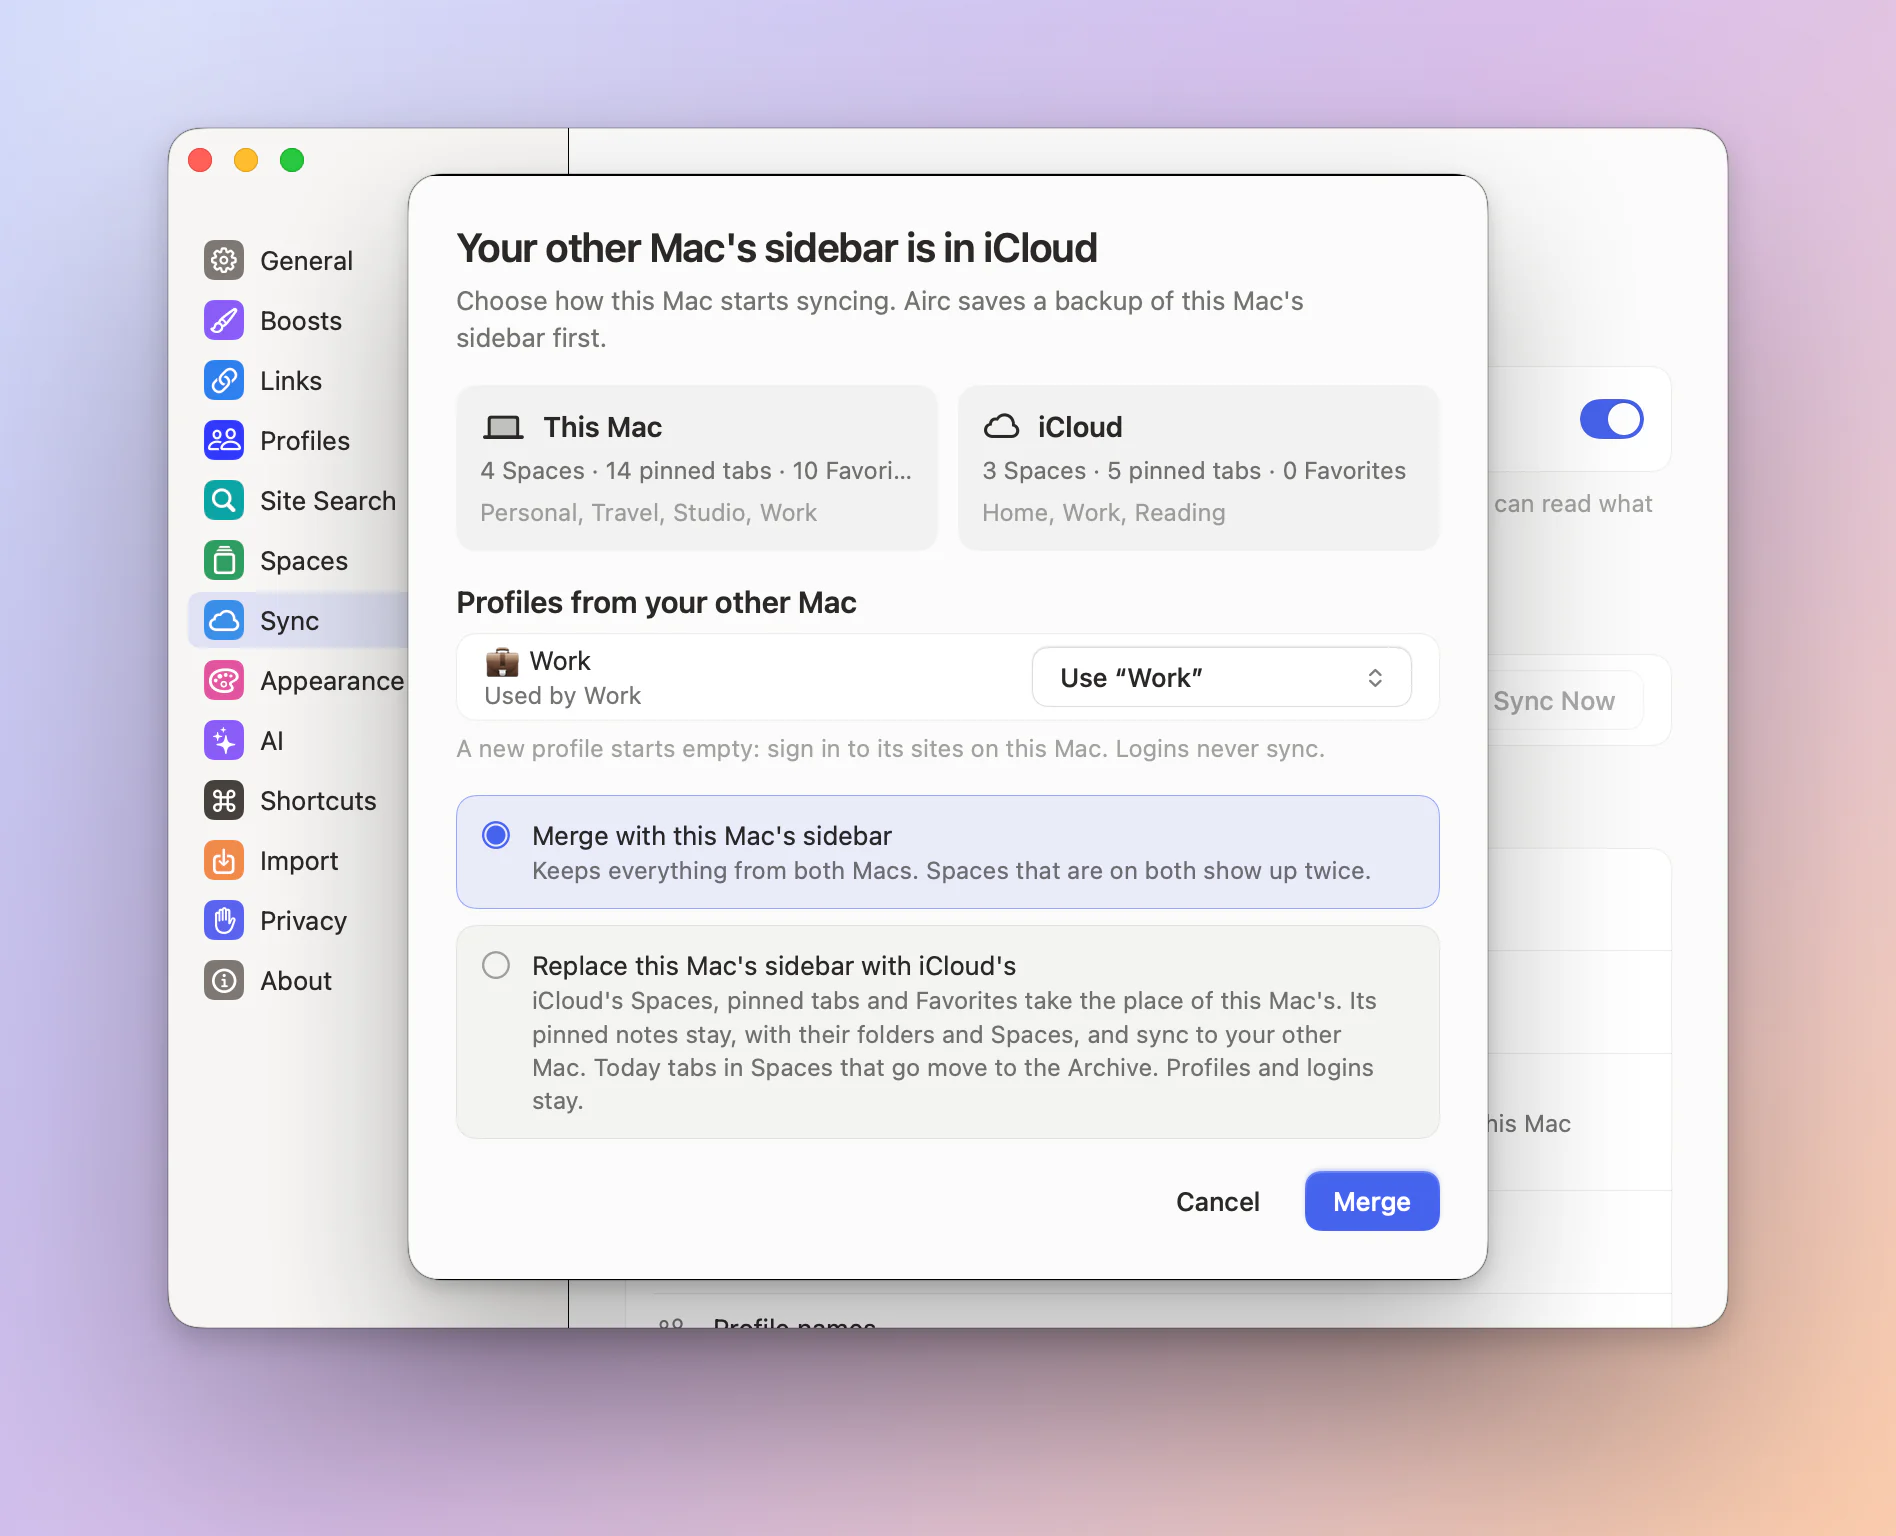 General
Boosts
Links
Profiles
Site Search
Spaces
Sync
Appearance
AI
Shortcuts
Import
Privacy
About
Your other Mac's sidebar is in iCloud
Choose how this Mac starts syncing. Airc saves a backup of this Mac's
sidebar first.
This Mac
4 Spaces · 14 pinned tabs · 10 Favori...
Personal, Travel, Studio, Work
iCloud
3 Spaces · 5 pinned tabs · 0 Favorites
Home, Work, Reading
Profiles from your other Mac
Work
Used by Work
Use “Work”
A new profile starts empty: sign in to its sites on this Mac. Logins never sync.
Merge with this Mac's sidebar
Keeps everything from both Macs. Spaces that are on both show up twice.
Replace this Mac's sidebar with iCloud's
iCloud's Spaces, pinned tabs and Favorites take the place of this Mac's. Its
pinned notes stay, with their folders and Spaces, and sync to your other
Mac. Today tabs in Spaces that go move to the Archive. Profiles and logins
stay.
Cancel
Merge
can read what
Sync Now
his Mac
Profile names